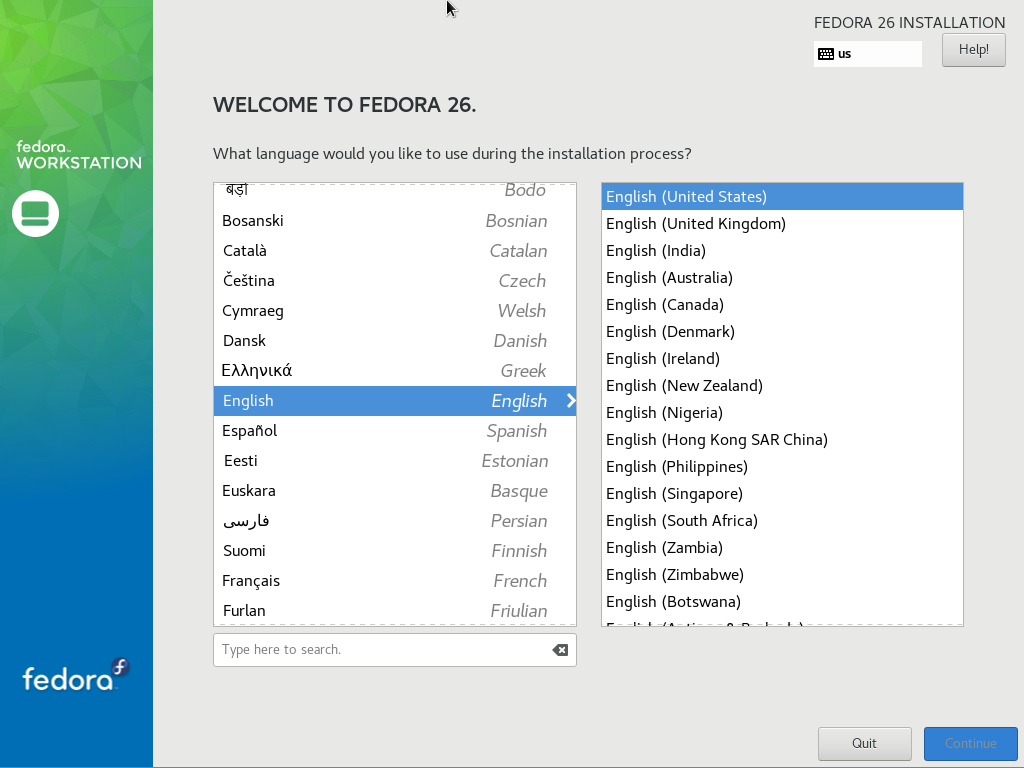 FEDORA 26 INSTALLATION
us
Help!
fedora
WORKSTATION
WELCOME TO FEDORA 26.
What language would you like to use during the installation process?
Bodo
Bosanski Bosnian
Català Catalan
Čeština Czech
Cymraeg Welsh
Dansk Danish
Ελληνικά Greek
English English
Español Spanish
Eesti Estonian
Euskara Basque
فارسی Persian
Suomi Finnish
Français French
Furlan Friulian
Type here to search.
English (United States)
English (United Kingdom)
English (India)
English (Australia)
English (Canada)
English (Denmark)
English (Ireland)
English (New Zealand)
English (Nigeria)
English (Hong Kong SAR China)
English (Philippines)
English (Singapore)
English (South Africa)
English (Zambia)
English (Zimbabwe)
English (Botswana)
fedora
Quit
Continue